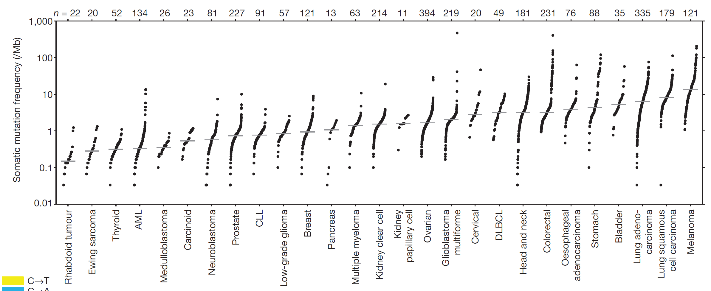 n = 22 20 52 134 26 23 81 227 91 57 121 13 63 214 11 394 219 20 49 181 231 76 88 35 335 179 121
1,000
100
10
1
0.1
0.01
Somatic mutation frequency (/Mb)
Rhabdoid tumour
Ewing sarcoma
Thyroid
AML
Medulloblastoma
Carcinoid
Neuroblastoma
Prostate
CLL
Low-grade glioma
Breast
Pancreas
Multiple myeloma
Kidney clear cell
Kidney
papillary cell
Ovarian
Glioblastoma
multiforme
Cervical
DLBCL
Head and neck
Colorectal
Oesophageal
adenocarcinoma
Stomach
Bladder
Lung adeno-
carcinoma
Lung squamous
cell carcinoma
Melanoma
C→T
C→A